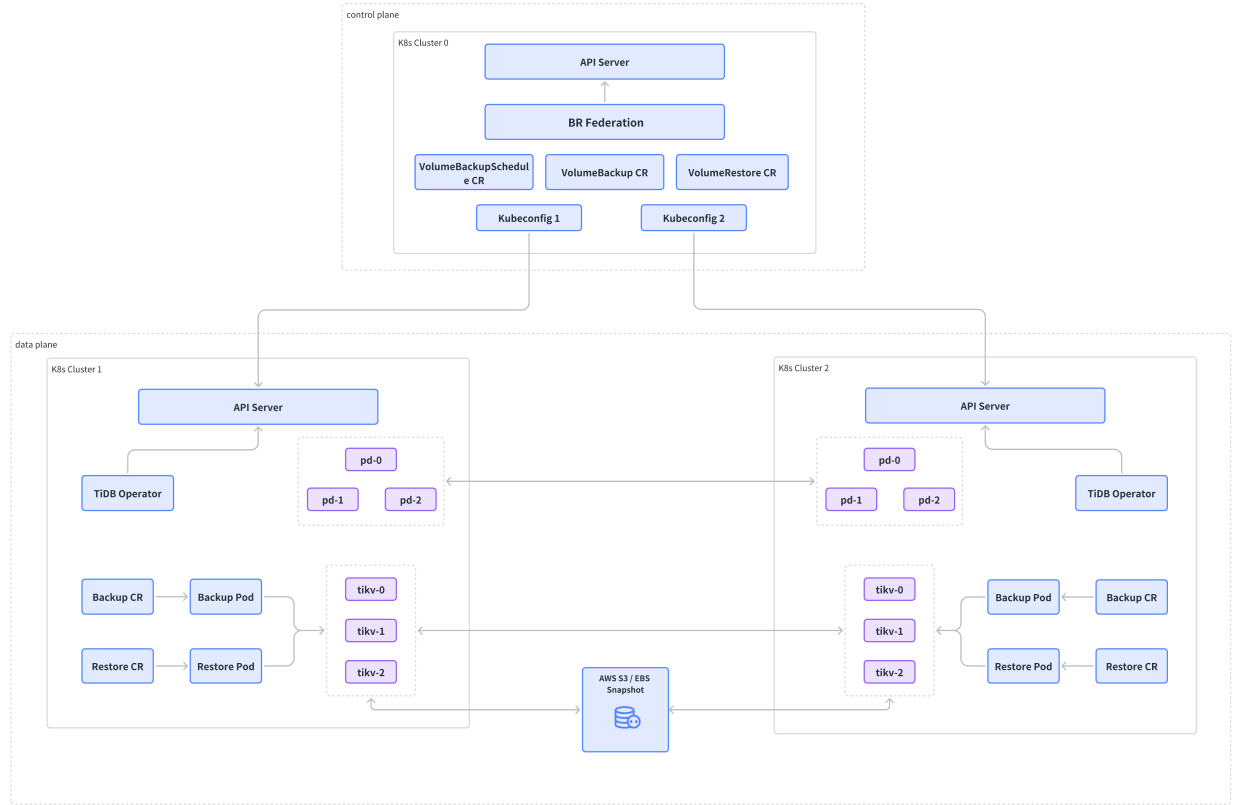 control plane
K8s Cluster 0
API Server
BR Federation
VolumeBackupSchedul
e CR
VolumeBackup CR
VolumeRestore CR
Kubeconfig 1
Kubeconfig 2
data plane
K8s Cluster 1
API Server
TiDB Operator
pd-0
pd-1
pd-2
Backup CR
Backup Pod
Restore CR
Restore Pod
tikv-0
tikv-1
tikv-2
AWS S3 / EBS
Snapshot
K8s Cluster 2
API Server
pd-0
pd-1
pd-2
TiDB Operator
tikv-0
tikv-1
tikv-2
Backup Pod
Backup CR
Restore Pod
Restore CR